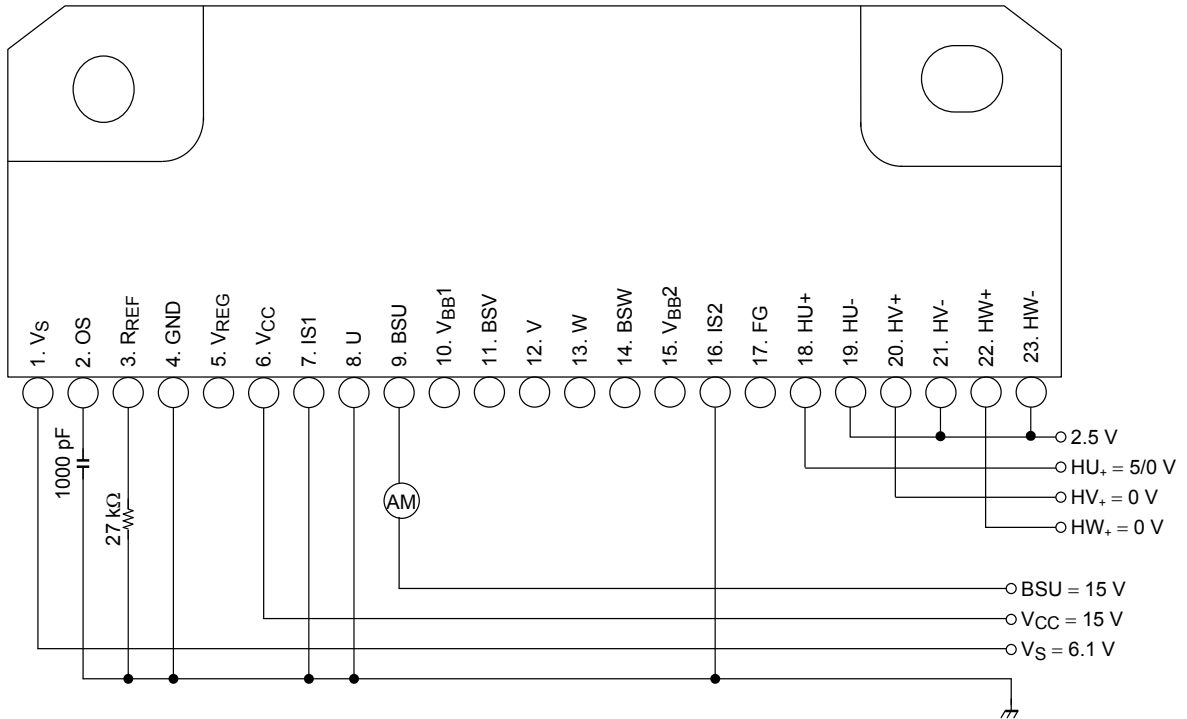 1. VS
2. OS
3. RREF
4. GND
5. VREG
6. VCC
7. IS1
8. U
9. BSU
10. VBB1
11. BSV
12. V
13. W
14. BSW
15. VBB2
16. IS2
17. FG
18. HU+
19. HU-
20. HV+
21. HV-
22. HW+
23. HW-
1000 pF
27 kΩ
AM
2.5 V
HU+ = 5/0 V
HV+ = 0 V
HW+ = 0 V
BSU = 15 V
VCC = 15 V
VS = 6.1 V